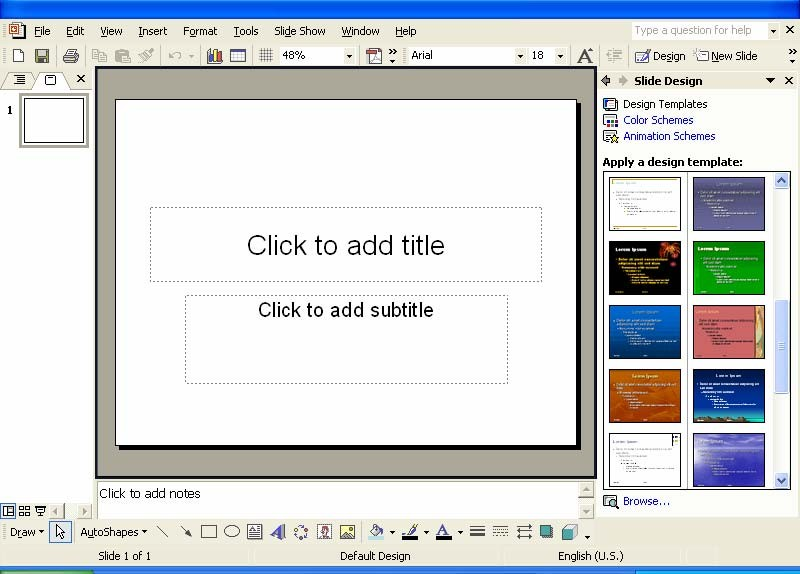 File Edit View Insert Format Tools Slide Show Window Help Type a question for help
48% Arial 18 A Design New Slide
Slide Design
1
Design Templates
Color Schemes
Animation Schemes
Apply a design template:
Click to add title
Click to add subtitle
Click to add notes
Browse...
Draw AutoShapes A A
Slide 1 of 1 Default Design English (U.S.)